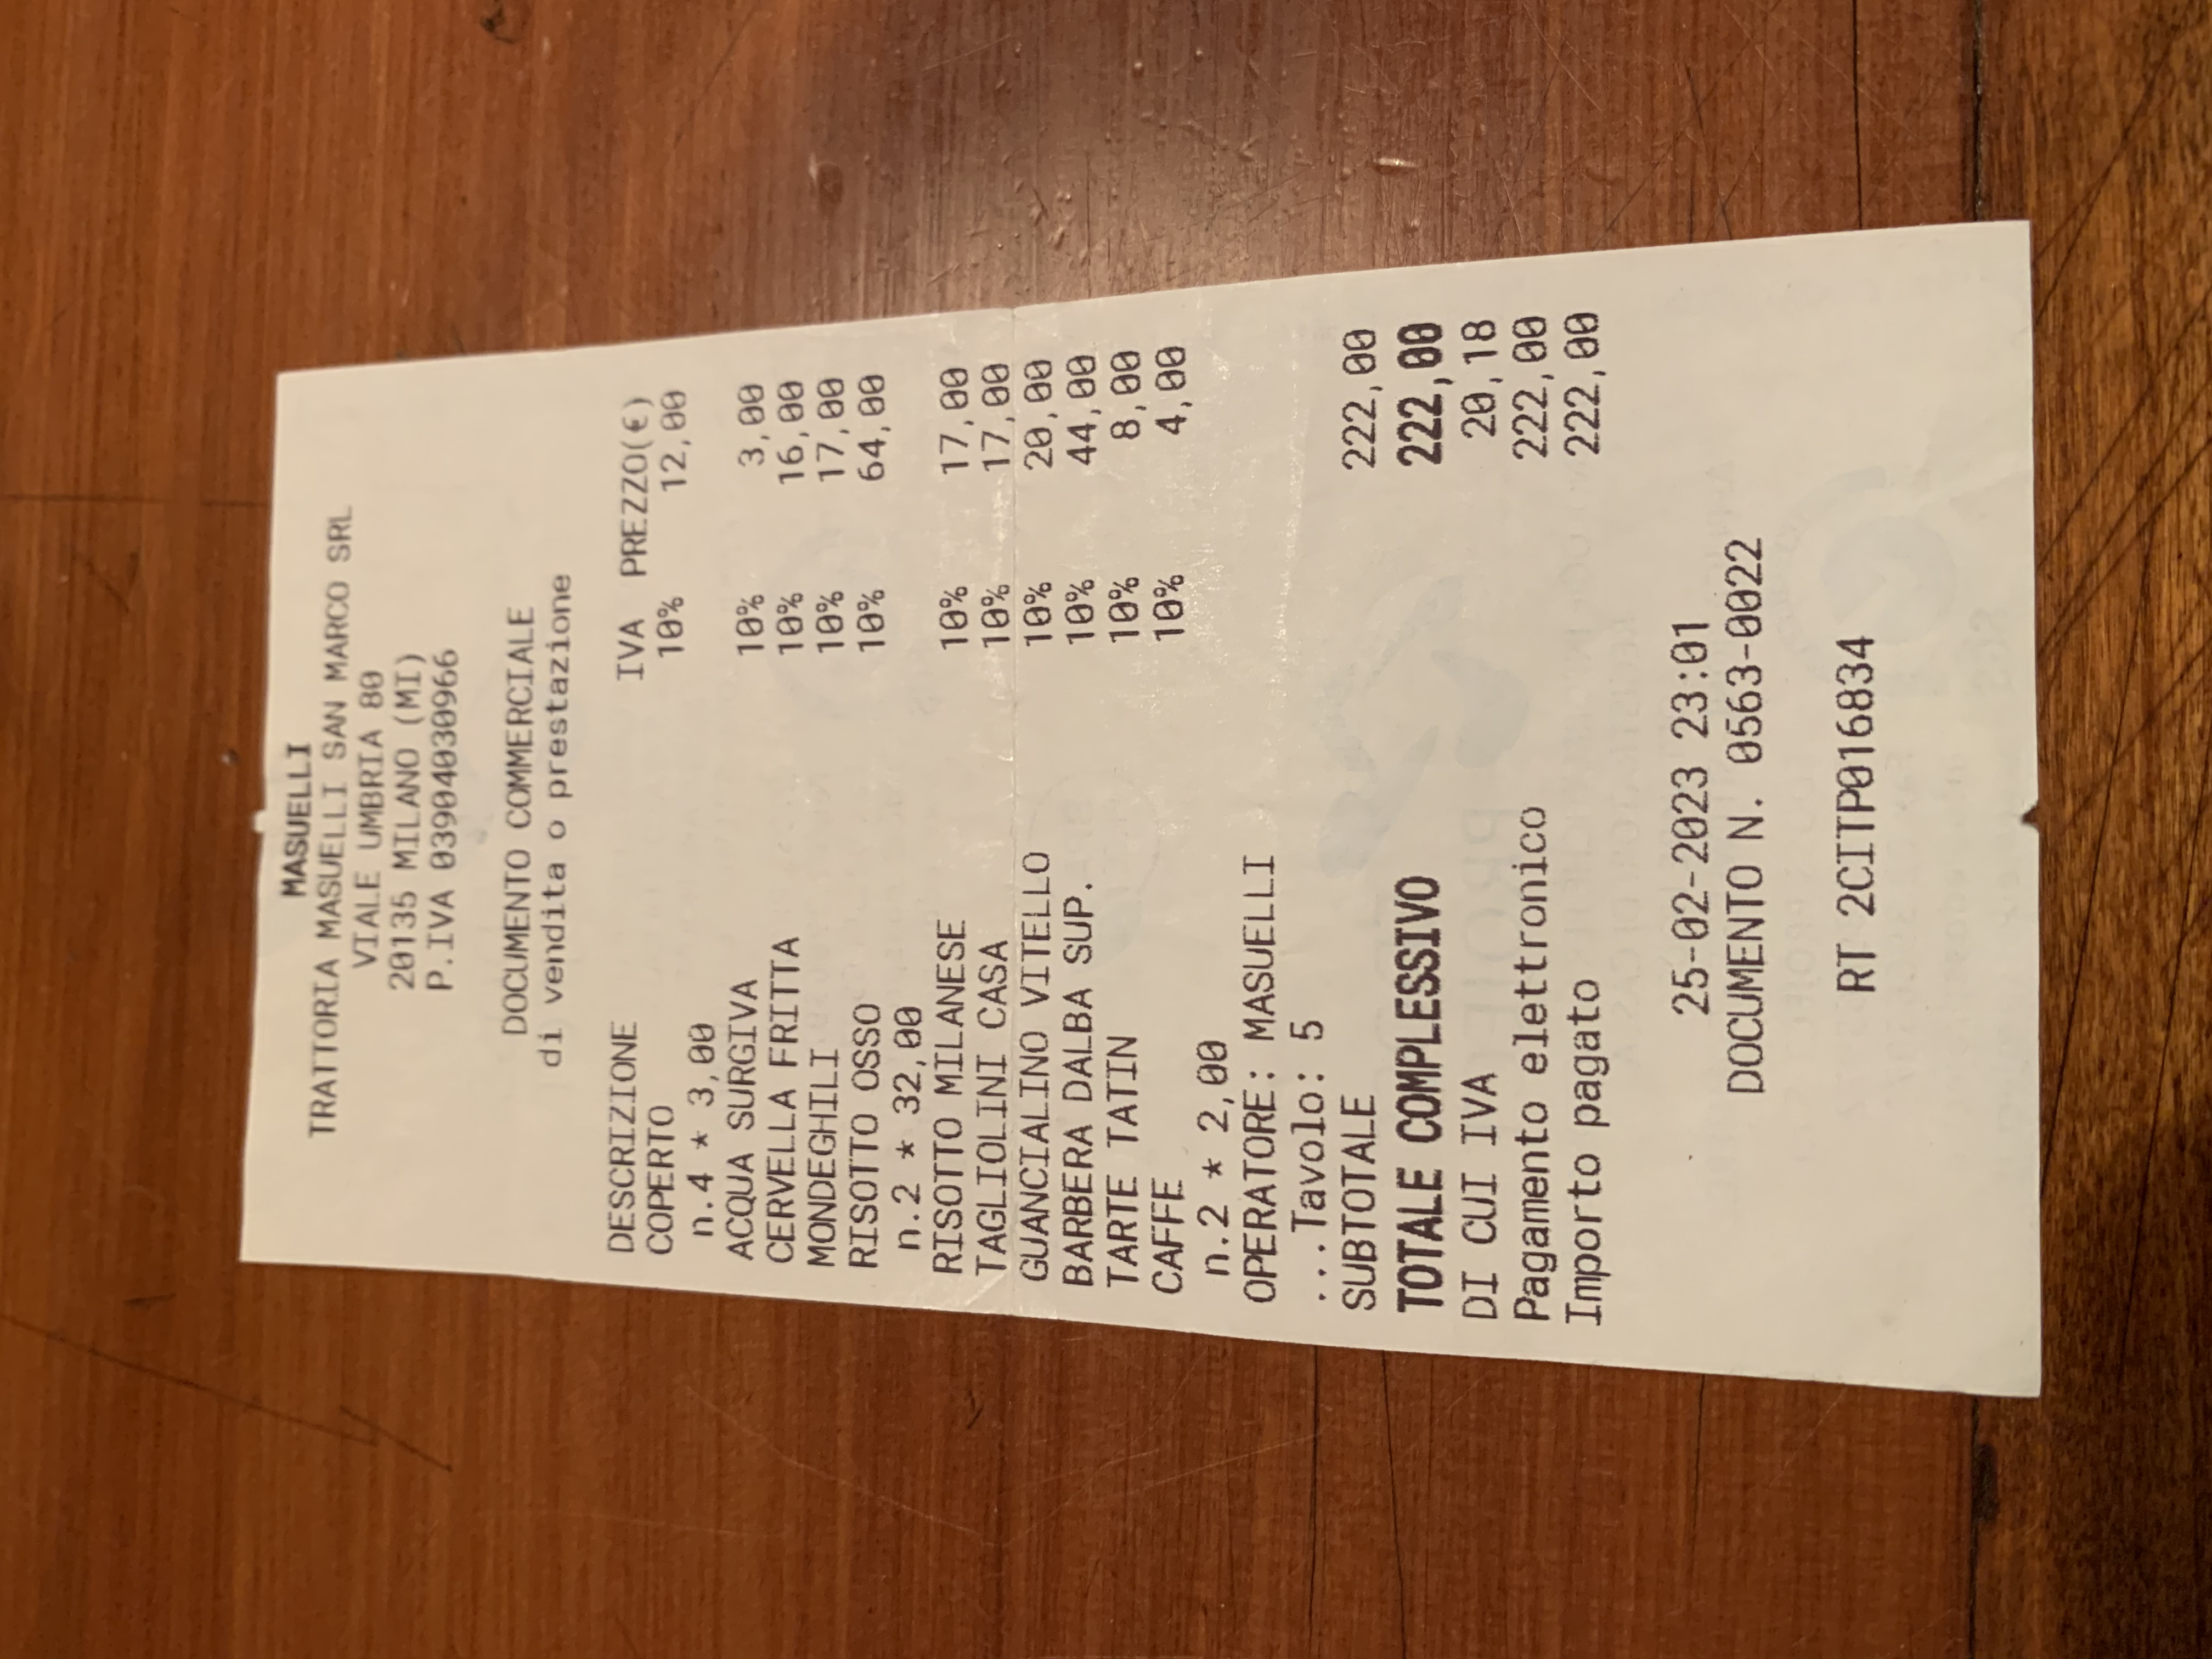 MASUELLI
TRATTORIA MASUELLI SAN MARCO SRL
VIALE UMBRIA 80
20135 MILANO (MI)
P.IVA 03904030966
DOCUMENTO COMMERCIALE
di vendita o prestazione
DESCRIZIONE IVA PREZZO(€)
COPERTO 10% 12,00
n.4 * 3,00
ACQUA SURGIVA 10% 3,00
CERVELLA FRITTA 10% 16,00
MONDEGHILI 10% 17,00
RISOTTO OSSO 10% 64,00
n.2 * 32,00
RISOTTO MILANESE 10% 17,00
TAGLIOLINI CASA 10% 17,00
GUANCIALINO VITELLO 10% 20,00
BARBERA DALBA SUP. 10% 44,00
TARTE TATIN 10% 8,00
CAFFE 10% 4,00
n.2 * 2,00
OPERATORE: MASUELLI
...Tavolo: 5
SUBTOTALE 222,00
TOTALE COMPLESSIVO 222,00
DI CUI IVA 20,18
Pagamento elettronico 222,00
Importo pagato 222,00
25-02-2023 23:01
DOCUMENTO N. 0563-0022
RT 2CITP016834